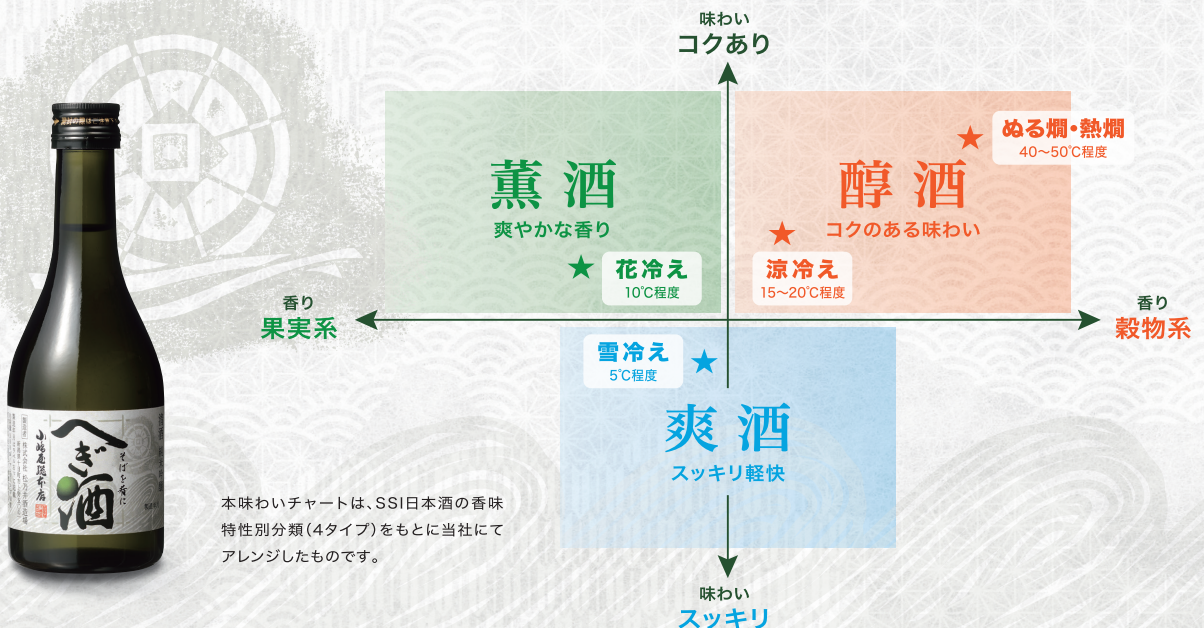 味わい
コクあり
薫酒
爽やかな香り
花冷え
10℃程度
醇酒
コクのある味わい
ぬる燗・熱燗
40〜50℃程度
涼冷え
15〜20℃程度
香り
果実系
香り
穀物系
雪冷え
5℃程度
爽酒
スッキリ軽快
味わい
スッキリ
本味わいチャートは、SSI日本酒の香味
特性別分類（4タイプ）をもとに当社にて
アレンジしたものです。
そばを肴に
へぎ酒
小嶋屋総本店